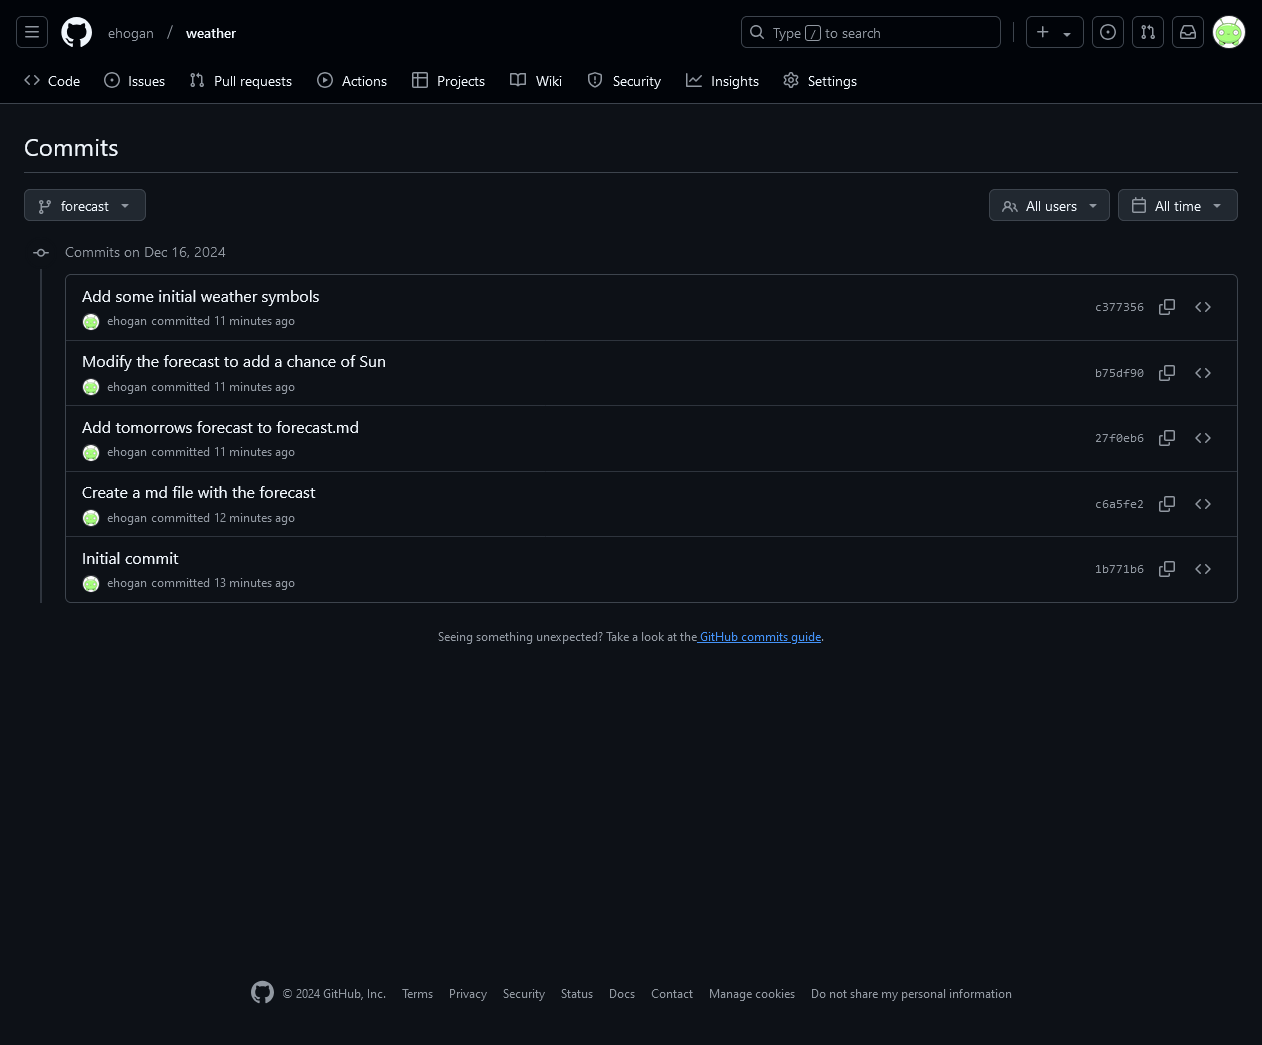 ehogan / weather
Type / to search
Code Issues Pull requests Actions Projects Wiki Security Insights Settings
Commits
forecast
All users All time
Commits on Dec 16, 2024
Add some initial weather symbols
ehogan committed 11 minutes ago
c377356
Modify the forecast to add a chance of Sun
ehogan committed 11 minutes ago
b75df90
Add tomorrows forecast to forecast.md
ehogan committed 11 minutes ago
27f0eb6
Create a md file with the forecast
ehogan committed 12 minutes ago
c6a5fe2
Initial commit
ehogan committed 13 minutes ago
1b771b6
Seeing something unexpected? Take a look at the GitHub commits guide.
© 2024 GitHub, Inc. Terms Privacy Security Status Docs Contact Manage cookies Do not share my personal information